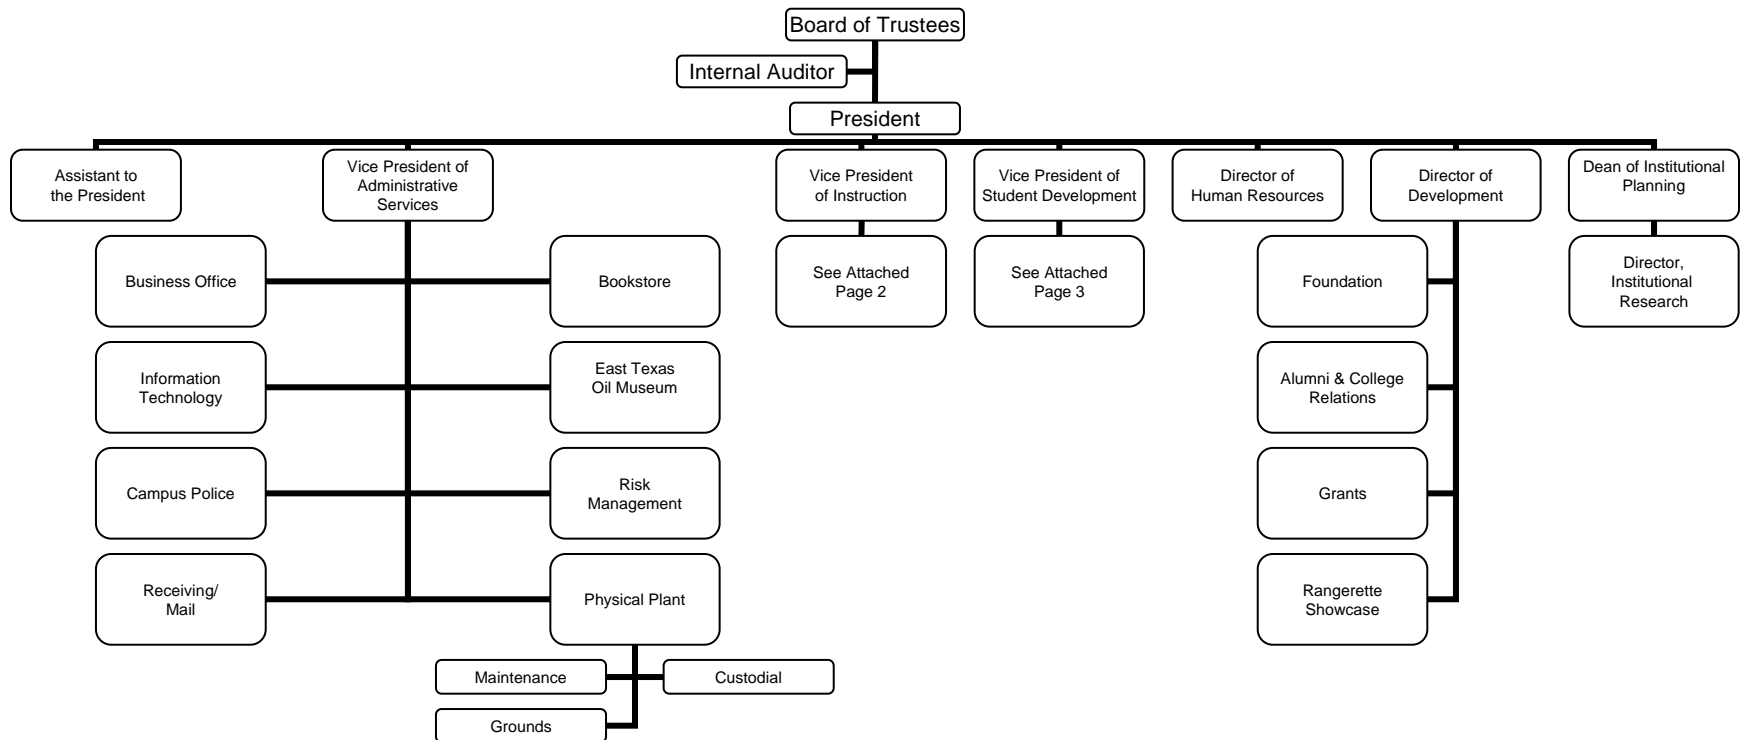 Board of Trustees
Internal Auditor
President
Assistant to
the President
Vice President of
Administrative
Services
Vice President
of Instruction
Vice President of
Student Development
Director of
Human Resources
Director of
Development
Dean of Institutional
Planning
Business Office
Bookstore
See Attached
Page 2
See Attached
Page 3
Foundation
Director,
Institutional
Research
Information
Technology
East Texas
Oil Museum
Alumni & College
Relations
Campus Police
Risk
Management
Grants
Receiving/
Mail
Physical Plant
Rangerette
Showcase
Maintenance
Custodial
Grounds